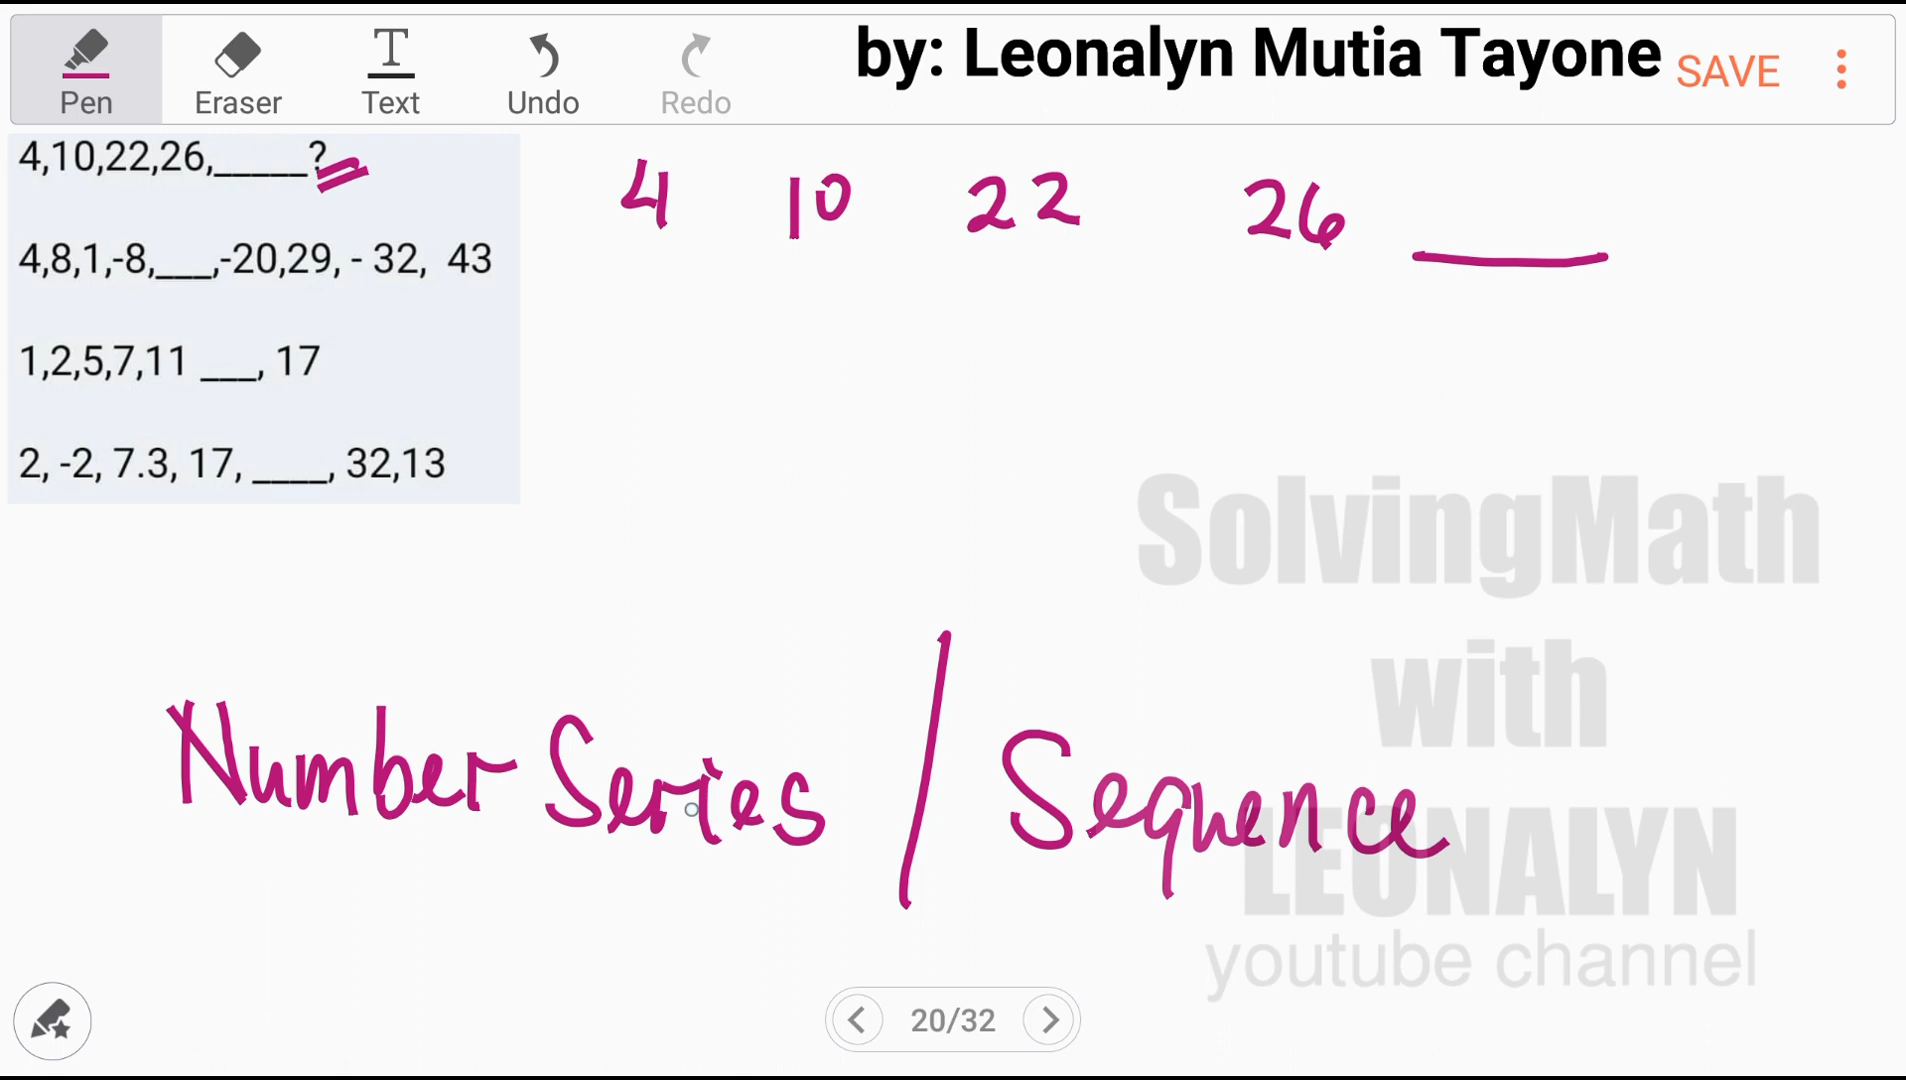 Pen Eraser Text Undo Redo by: Leonalyn Mutia Tayone SAVE
4,10,22,26,_____?
4 10 22 26 _____
4,8,1,-8,___,-20,29, - 32, 43
1,2,5,7,11 ___, 17
2, -2, 7.3, 17, ____, 32,13
SolvingMath
with
LEONALYN
youtube channel
Number Series / Sequence
20/32